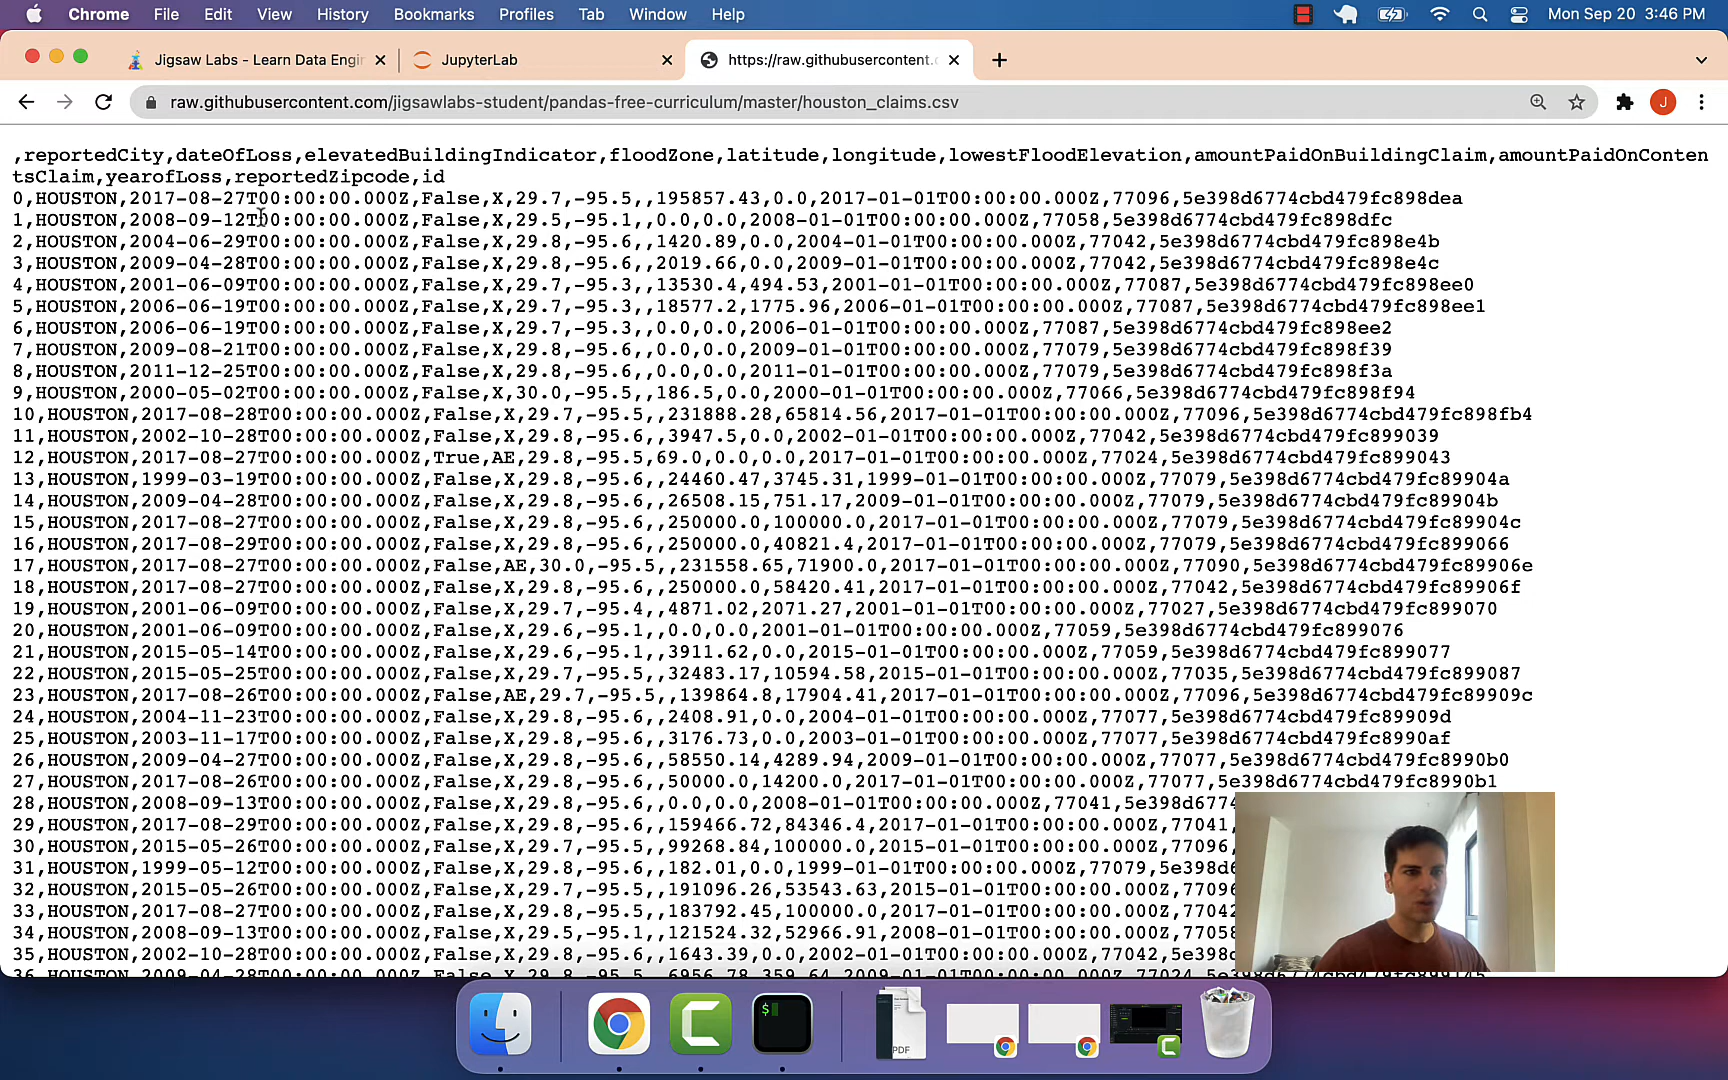 Chrome File Edit View History Bookmarks Profiles Tab Window Help Mon Sep 20 3:46 PM
Jigsaw Labs - Learn Data Engin JupyterLab https://raw.githubusercontent.c
raw.githubusercontent.com/jigsawlabs-student/pandas-free-curriculum/master/houston_claims.csv J
,reportedCity,dateOfLoss,elevatedBuildingIndicator,floodZone,latitude,longitude,lowestFloodElevation,amountPaidOnBuildingClaim,amountPaidOnConten
tsClaim,yearofLoss,reportedZipcode,id
0,HOUSTON,2017-08-27T00:00:00.000Z,False,X,29.7,-95.5,,195857.43,0.0,2017-01-01T00:00:00.000Z,77096,5e398d6774cbd479fc898dea
1,HOUSTON,2008-09-12T00:00:00.000Z,False,X,29.5,-95.1,,0.0,0.0,2008-01-01T00:00:00.000Z,77058,5e398d6774cbd479fc898dfc
2,HOUSTON,2004-06-29T00:00:00.000Z,False,X,29.8,-95.6,,1420.89,0.0,2004-01-01T00:00:00.000Z,77042,5e398d6774cbd479fc898e4b
3,HOUSTON,2009-04-28T00:00:00.000Z,False,X,29.8,-95.6,,2019.66,0.0,2009-01-01T00:00:00.000Z,77042,5e398d6774cbd479fc898e4c
4,HOUSTON,2001-06-09T00:00:00.000Z,False,X,29.7,-95.3,,13530.4,494.53,2001-01-01T00:00:00.000Z,77087,5e398d6774cbd479fc898ee0
5,HOUSTON,2006-06-19T00:00:00.000Z,False,X,29.7,-95.3,,18577.2,1775.96,2006-01-01T00:00:00.000Z,77087,5e398d6774cbd479fc898ee1
6,HOUSTON,2006-06-19T00:00:00.000Z,False,X,29.7,-95.3,,0.0,0.0,2006-01-01T00:00:00.000Z,77087,5e398d6774cbd479fc898ee2
7,HOUSTON,2009-08-21T00:00:00.000Z,False,X,29.8,-95.6,,0.0,0.0,2009-01-01T00:00:00.000Z,77079,5e398d6774cbd479fc898f39
8,HOUSTON,2011-12-25T00:00:00.000Z,False,X,29.8,-95.6,,0.0,0.0,2011-01-01T00:00:00.000Z,77079,5e398d6774cbd479fc898f3a
9,HOUSTON,2000-05-02T00:00:00.000Z,False,X,30.0,-95.5,,186.5,0.0,2000-01-01T00:00:00.000Z,77066,5e398d6774cbd479fc898f94
10,HOUSTON,2017-08-28T00:00:00.000Z,False,X,29.7,-95.5,,231888.28,65814.56,2017-01-01T00:00:00.000Z,77096,5e398d6774cbd479fc898fb4
11,HOUSTON,2002-10-28T00:00:00.000Z,False,X,29.8,-95.6,,3947.5,0.0,2002-01-01T00:00:00.000Z,77042,5e398d6774cbd479fc899039
12,HOUSTON,2017-08-27T00:00:00.000Z,True,AE,29.8,-95.5,69.0,0.0,0.0,2017-01-01T00:00:00.000Z,77024,5e398d6774cbd479fc899043
13,HOUSTON,1999-03-19T00:00:00.000Z,False,X,29.8,-95.6,,24460.47,3745.31,1999-01-01T00:00:00.000Z,77079,5e398d6774cbd479fc89904a
14,HOUSTON,2009-04-28T00:00:00.000Z,False,X,29.8,-95.6,,26508.15,751.17,2009-01-01T00:00:00.000Z,77079,5e398d6774cbd479fc89904b
15,HOUSTON,2017-08-27T00:00:00.000Z,False,X,29.8,-95.6,,250000.0,100000.0,2017-01-01T00:00:00.000Z,77079,5e398d6774cbd479fc89904c
16,HOUSTON,2017-08-29T00:00:00.000Z,False,X,29.8,-95.6,,250000.0,40821.4,2017-01-01T00:00:00.000Z,77079,5e398d6774cbd479fc899066
17,HOUSTON,2017-08-27T00:00:00.000Z,False,AE,30.0,-95.5,,231558.65,71900.0,2017-01-01T00:00:00.000Z,77090,5e398d6774cbd479fc89906e
18,HOUSTON,2017-08-27T00:00:00.000Z,False,X,29.8,-95.6,,250000.0,58420.41,2017-01-01T00:00:00.000Z,77042,5e398d6774cbd479fc89906f
19,HOUSTON,2001-06-09T00:00:00.000Z,False,X,29.7,-95.4,,4871.02,2071.27,2001-01-01T00:00:00.000Z,77027,5e398d6774cbd479fc899070
20,HOUSTON,2001-06-09T00:00:00.000Z,False,X,29.6,-95.1,,0.0,0.0,2001-01-01T00:00:00.000Z,77059,5e398d6774cbd479fc899076
21,HOUSTON,2015-05-14T00:00:00.000Z,False,X,29.6,-95.1,,3911.62,0.0,2015-01-01T00:00:00.000Z,77059,5e398d6774cbd479fc899077
22,HOUSTON,2015-05-25T00:00:00.000Z,False,X,29.7,-95.5,,32483.17,10594.58,2015-01-01T00:00:00.000Z,77035,5e398d6774cbd479fc899087
23,HOUSTON,2017-08-26T00:00:00.000Z,False,AE,29.7,-95.5,,139864.8,17904.41,2017-01-01T00:00:00.000Z,77096,5e398d6774cbd479fc89909c
24,HOUSTON,2004-11-23T00:00:00.000Z,False,X,29.8,-95.6,,2408.91,0.0,2004-01-01T00:00:00.000Z,77077,5e398d6774cbd479fc89909d
25,HOUSTON,2003-11-17T00:00:00.000Z,False,X,29.8,-95.6,,3176.73,0.0,2003-01-01T00:00:00.000Z,77077,5e398d6774cbd479fc8990af
26,HOUSTON,2009-04-27T00:00:00.000Z,False,X,29.8,-95.6,,58550.14,4289.94,2009-01-01T00:00:00.000Z,77077,5e398d6774cbd479fc8990b0
27,HOUSTON,2017-08-26T00:00:00.000Z,False,X,29.8,-95.6,,50000.0,14200.0,2017-01-01T00:00:00.000Z,77077,5e398d6774cbd479fc8990b1
28,HOUSTON,2008-09-13T00:00:00.000Z,False,X,29.8,-95.6,,0.0,0.0,2008-01-01T00:00:00.000Z,77041,5e398d6774
29,HOUSTON,2017-08-29T00:00:00.000Z,False,X,29.8,-95.6,,159466.72,84346.4,2017-01-01T00:00:00.000Z,77041,
30,HOUSTON,2015-05-26T00:00:00.000Z,False,X,29.7,-95.5,,99268.84,100000.0,2015-01-01T00:00:00.000Z,77096,
31,HOUSTON,1999-05-12T00:00:00.000Z,False,X,29.8,-95.6,,182.01,0.0,1999-01-01T00:00:00.000Z,77079,5e398d
32,HOUSTON,2015-05-26T00:00:00.000Z,False,X,29.7,-95.5,,191096.26,53543.63,2015-01-01T00:00:00.000Z,77096
33,HOUSTON,2017-08-27T00:00:00.000Z,False,X,29.8,-95.5,,183792.45,100000.0,2017-01-01T00:00:00.000Z,77042
34,HOUSTON,2008-09-13T00:00:00.000Z,False,X,29.5,-95.1,,121524.32,52966.91,2008-01-01T00:00:00.000Z,77058
35,HOUSTON,2002-10-28T00:00:00.000Z,False,X,29.8,-95.6,,1643.39,0.0,2002-01-01T00:00:00.000Z,77042,5e398d
36,HOUSTON,2009-04-28T00:00:00.000Z,False,X,29.8,-95.5,,6956.78,359.64,2009-01-01T00:00:00.000Z,77024,5e398d6774cbd479fc899145
$
PDF